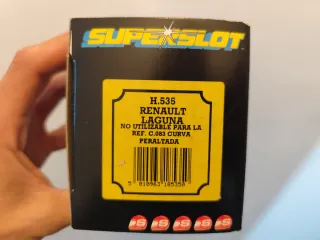 SUPERSLOT
H.535
RENAULT
LAGUNA
NO UTILIZABLE PARA LA
REF. C.083 CURVA
PERALTADA